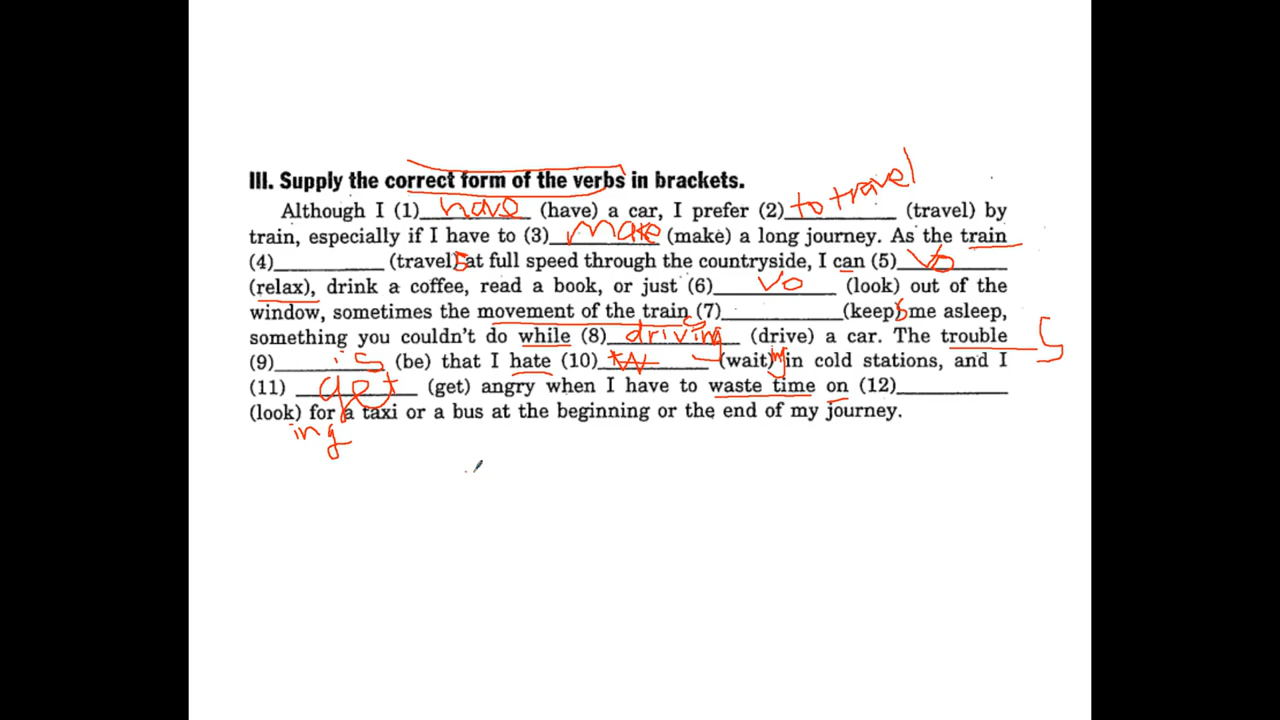 III. Supply the correct form of the verbs in brackets.
to travel
Although I (1) have (have) a car, I prefer (2)__________ (travel) by
train, especially if I have to (3) make (make) a long journey. As the train
(4)__________ (travel)s at full speed through the countryside, I can (5) Vo
(relax), drink a coffee, read a book, or just (6) Vo (look) out of the
window, sometimes the movement of the train (7)__________ (keep)s me asleep,
something you couldn't do while (8) driving (drive) a car. The trouble S
(9) is (be) that I hate (10)__________ (wait)ing in cold stations, and I
(11) get (get) angry when I have to waste time on (12)__________
(look) for a taxi or a bus at the beginning or the end of my journey.
ing